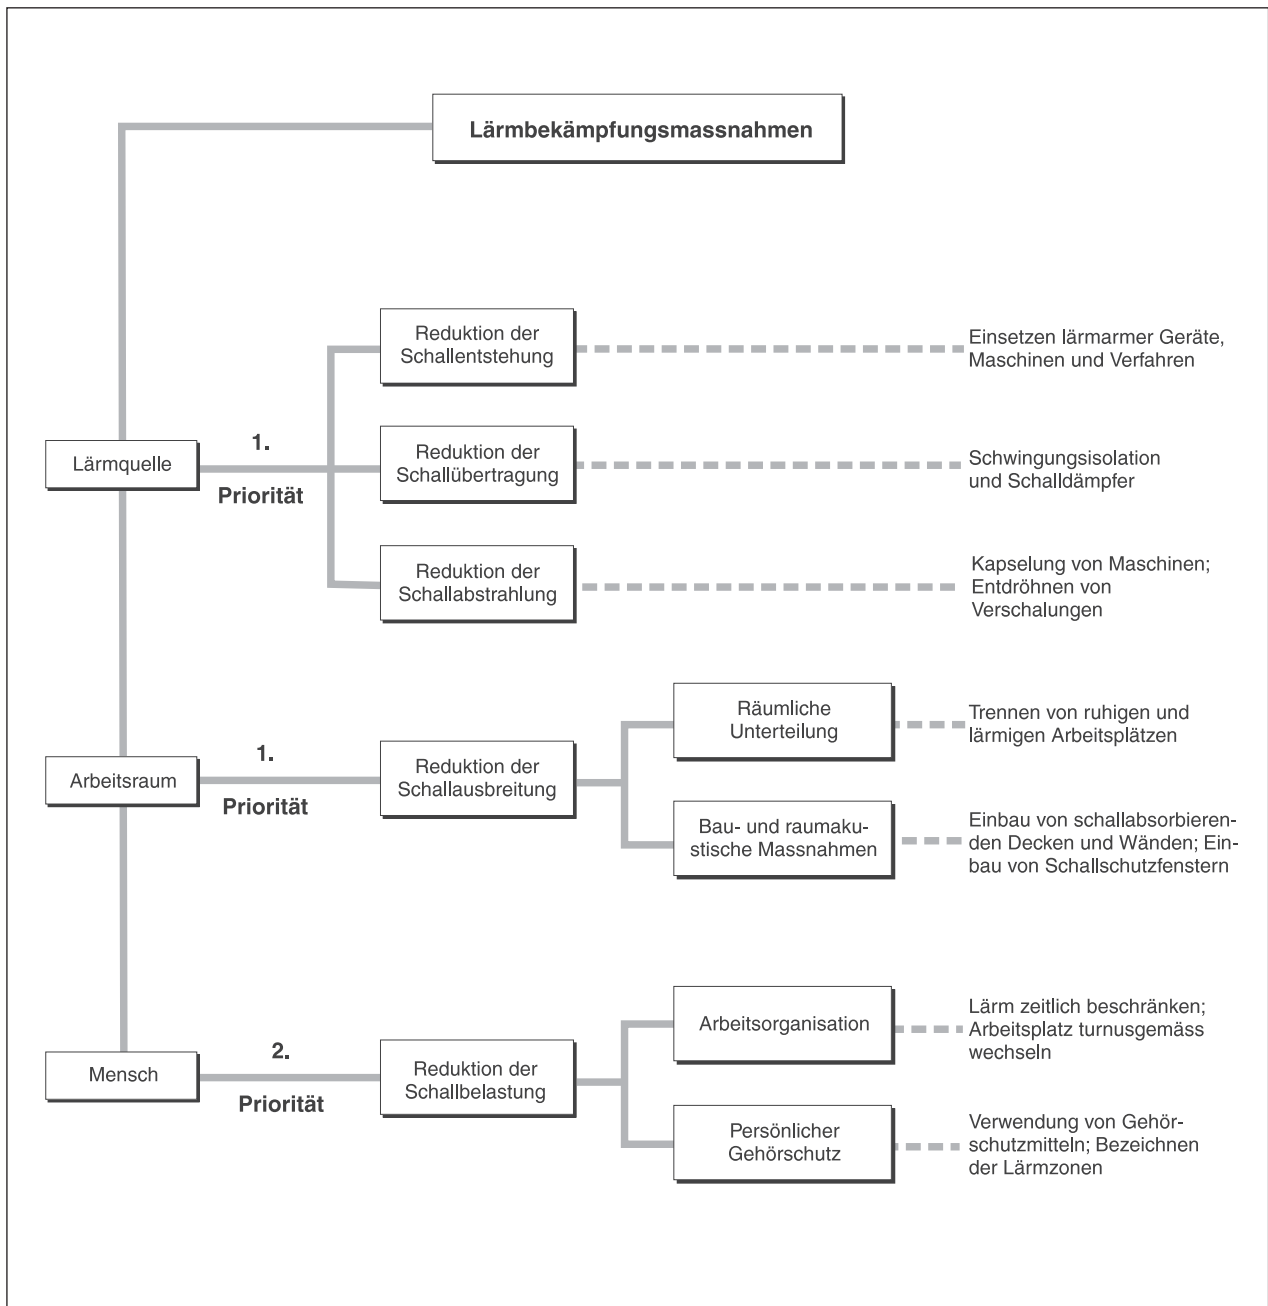 Lärmbekämpfungsmassnahmen
Reduktion der
Schallentstehung
Einsetzen lärmarmer Geräte,
Maschinen und Verfahren
Lärmquelle
1.
Priorität
Reduktion der
Schallübertragung
Schwingungsisolation
und Schalldämpfer
Reduktion der
Schallabstrahlung
Kapselung von Maschinen;
Entdröhnen von
Verschalungen
Räumliche
Unterteilung
Trennen von ruhigen und
lärmigen Arbeitsplätzen
Arbeitsraum
1.
Priorität
Reduktion der
Schallausbreitung
Bau- und raumaku-
stische Massnahmen
Einbau von schallabsorbieren-
den Decken und Wänden; Ein-
bau von Schallschutzfenstern
Arbeitsorganisation
Lärm zeitlich beschränken;
Arbeitsplatz turnusgemäss
wechseln
Mensch
2.
Priorität
Reduktion der
Schallbelastung
Persönlicher
Gehörschutz
Verwendung von Gehör-
schutzmitteln; Bezeichnen
der Lärmzonen